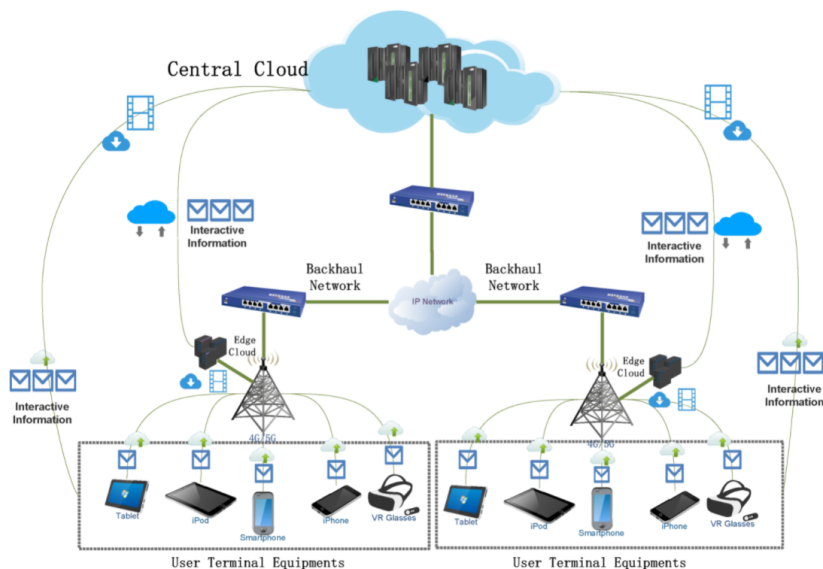 Central Cloud
Interactive
Information
Interactive
Information
Backhaul
Network
Backhaul
Network
IP Network
Edge
Cloud
Edge
Cloud
Interactive
Information
Interactive
Information
4G/5G
4G/5G
Tablet
iPod
Smartphone
iPhone
VR Glasses
Tablet
iPod
Smartphone
iPhone
VR Glasses
User Terminal Equipments
User Terminal Equipments